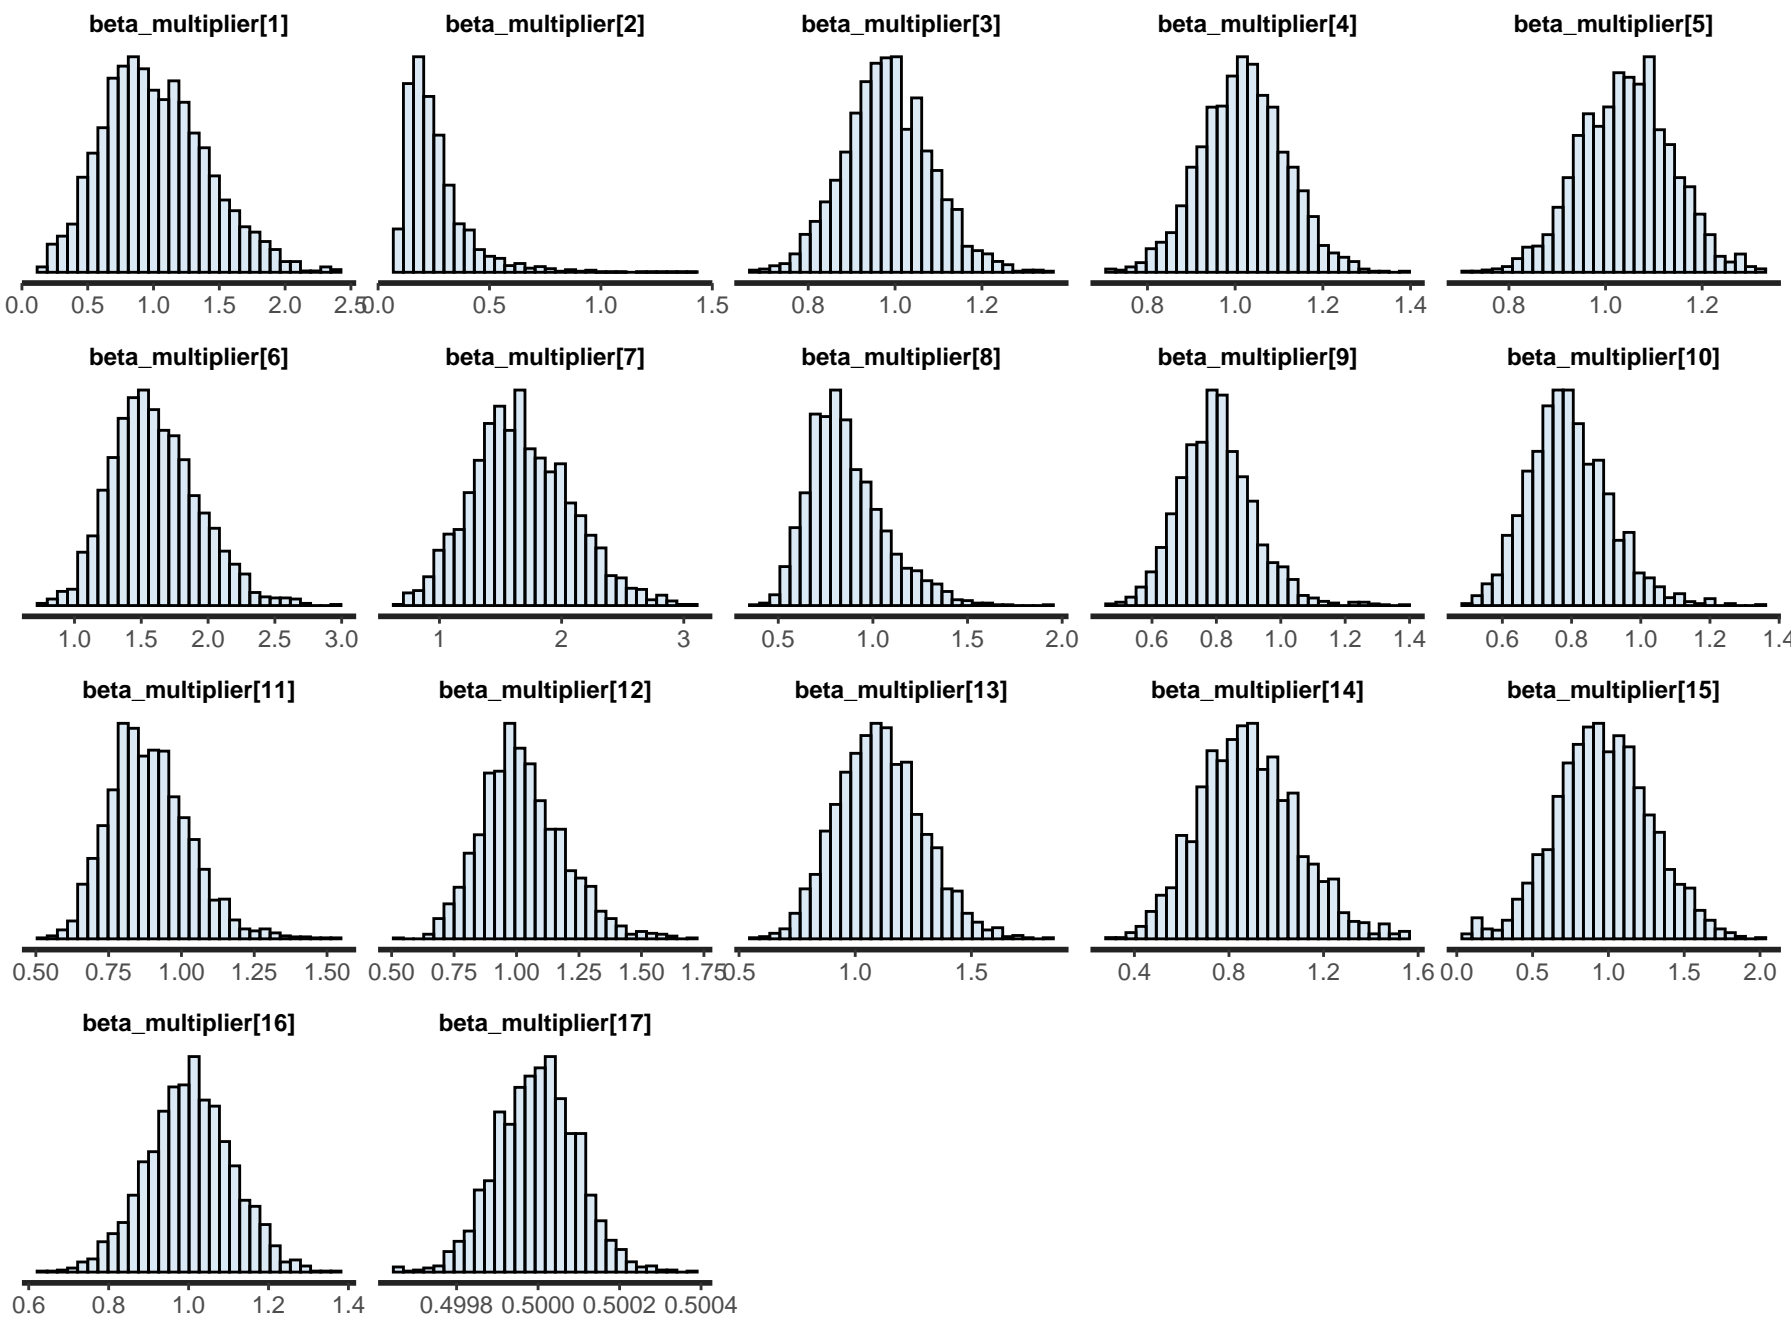 beta_multiplier[1] beta_multiplier[2] beta_multiplier[3] beta_multiplier[4] beta_multiplier[5]
0.0 0.5 1.0 1.5 2.0 2.5 0.0 0.5 1.0 1.5 0.8 1.0 1.2 0.8 1.0 1.2 1.4 0.8 1.0 1.2
beta_multiplier[6] beta_multiplier[7] beta_multiplier[8] beta_multiplier[9] beta_multiplier[10]
1.0 1.5 2.0 2.5 3.0 1 2 3 0.5 1.0 1.5 2.0 0.6 0.8 1.0 1.2 1.4 0.6 0.8 1.0 1.2 1.4
beta_multiplier[11] beta_multiplier[12] beta_multiplier[13] beta_multiplier[14] beta_multiplier[15]
0.50 0.75 1.00 1.25 1.50 0.50 0.75 1.00 1.25 1.50 1.75 0.5 1.0 1.5 0.4 0.8 1.2 1.6 0.0 0.5 1.0 1.5 2.0
beta_multiplier[16] beta_multiplier[17]
0.6 0.8 1.0 1.2 1.4 0.4998 0.5000 0.5002 0.5004